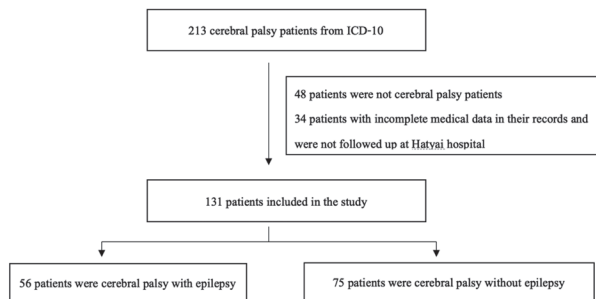 213 cerebral palsy patients from ICD-10
48 patients were not cerebral palsy patients
34 patients with incomplete medical data in their records and
were not followed up at Hatyai hospital
131 patients included in the study
56 patients were cerebral palsy with epilepsy
75 patients were cerebral palsy without epilepsy